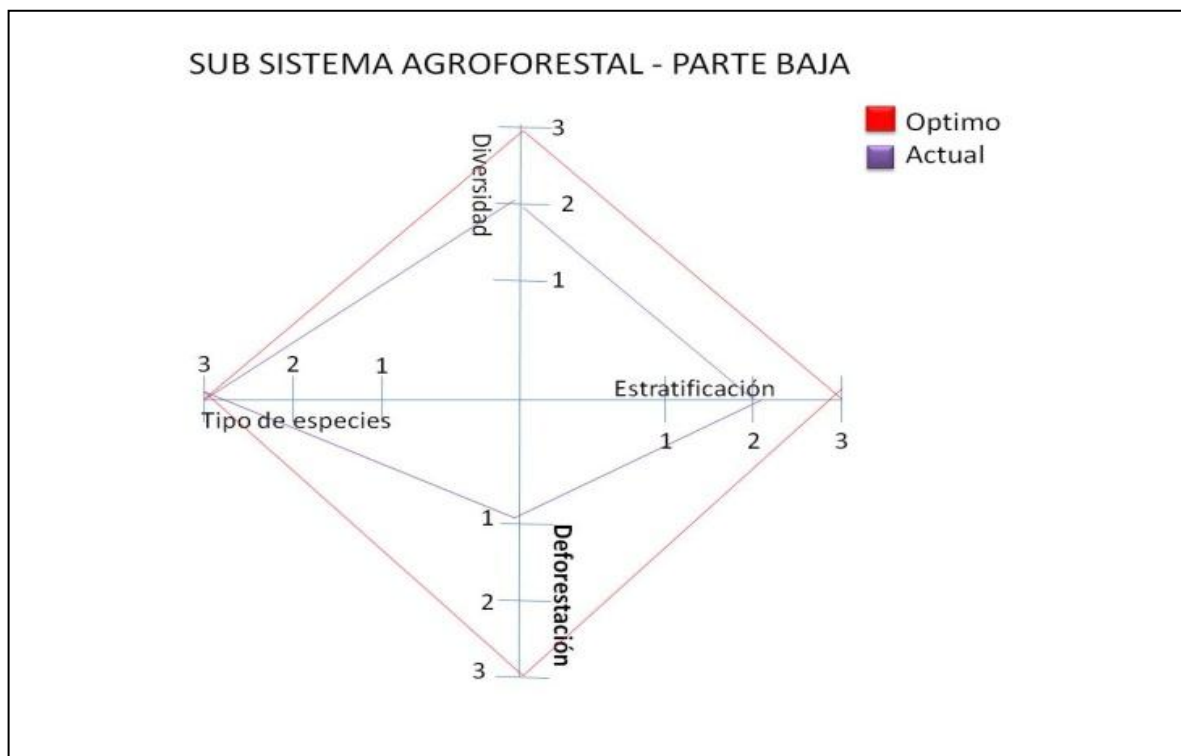 SUB SISTEMA AGROFORESTAL - PARTE BAJA
Optimo
Actual
Diversidad
3
2
1
3 2 1
Tipo de especies
Estratificación
1 2 3
1
2
3
Deforestación